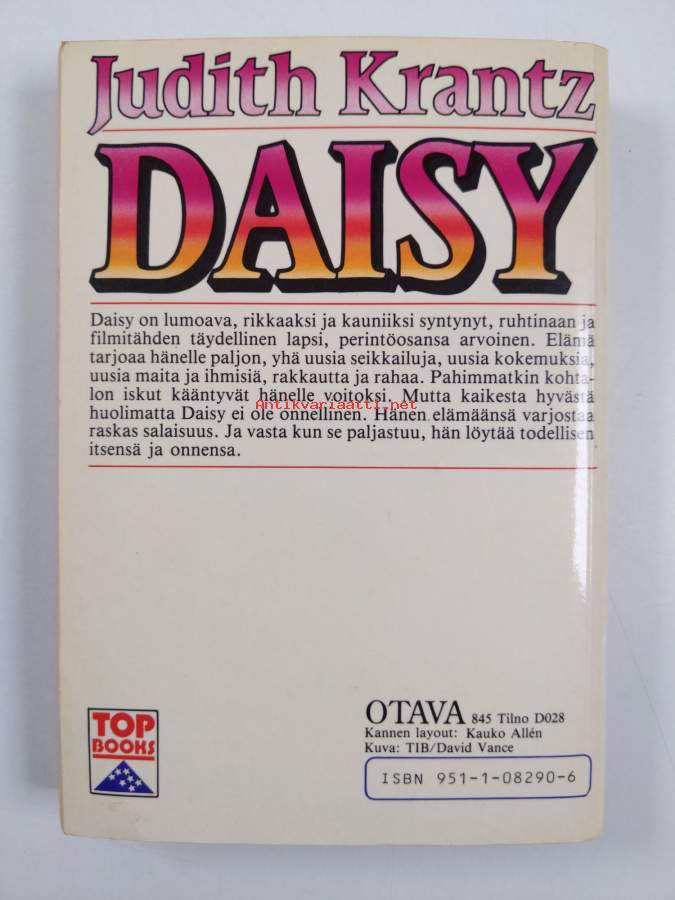 Judith Krantz
DAISY
Daisy on lumoava, rikkaaksi ja kauniiksi syntynyt, ruhtinaan ja
filmitähden täydellinen lapsi, perintöosansa arvoinen. Elämä
tarjoaa hänelle paljon, yhä uusia seikkailuja, uusia kokemuksia,
uusia maita ja ihmisiä, rakkautta ja rahaa. Pahimmatkin kohta-
lon iskut kääntyvät hänelle voitoksi. Mutta kaikesta hyvästä
Antikvariaatti.net
huolimatta Daisy ei ole onnellinen. Hänen elämäänsä varjostaa
raskas salaisuus. Ja vasta kun se paljastuu, hän löytää todellisen
itsensä ja onnensa.
TOP
BOOKS
OTAVA 845 Tilno D028
Kannen layout: Kauko Allén
Kuva: TIB/David Vance
ISBN 951-1-08290-6